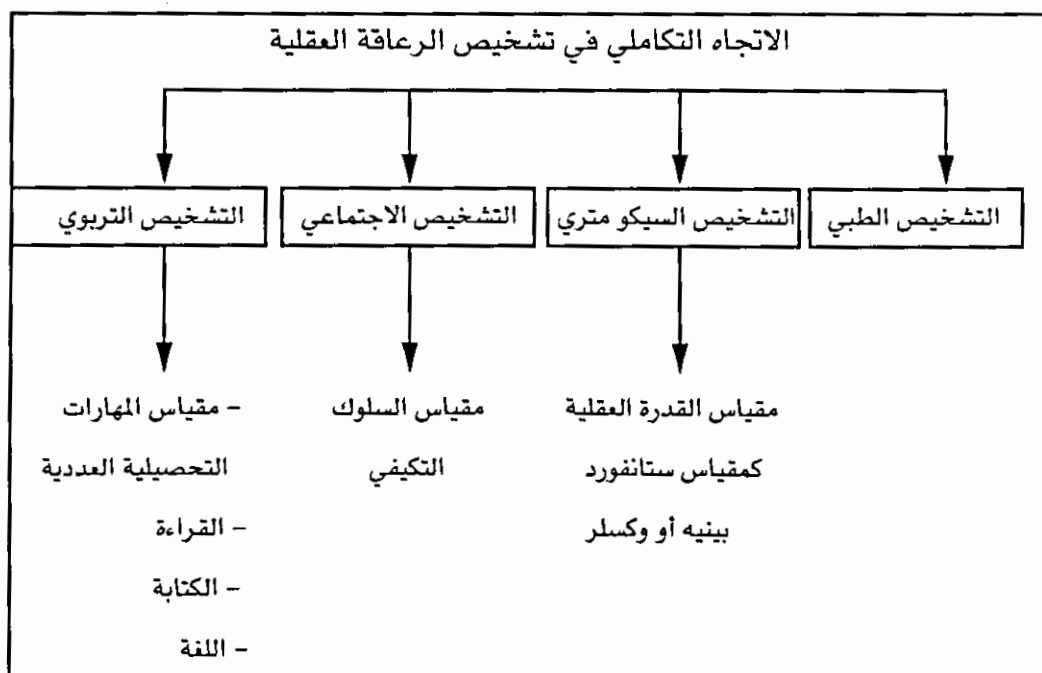 الاتجاه التكاملي في تشخيص الرعاقة العقلية
التشخيص الطبي
التشخيص السيكو متري
التشخيص الاجتماعي
التشخيص التربوي
مقياس القدرة العقلية
كمقياس ستانفورد
بينيه أو وكسلر
مقياس السلوك
التكيفي
– مقياس المهارات
التحصيلية العددية
– القراءة
– الكتابة
– اللغة